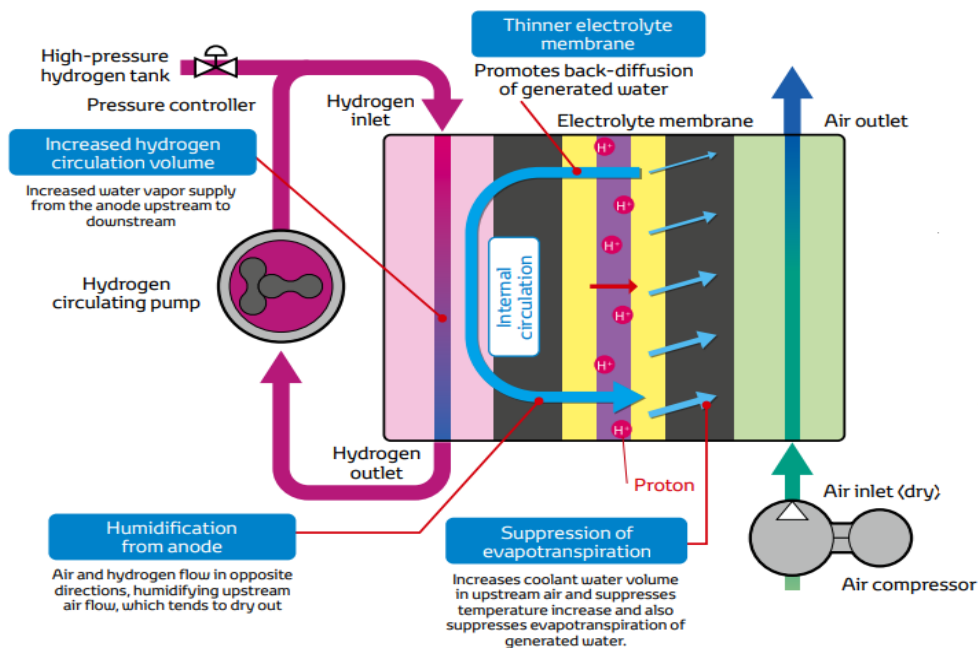 Thinner electrolyte
membrane
Promotes back-diffusion
of generated water
High-pressure
hydrogen tank
Pressure controller
Hydrogen
inlet
Electrolyte membrane
Air outlet
Increased hydrogen
circulation volume
Increased water vapor supply
from the anode upstream to
downstream
Hydrogen
circulating pump
Internal
circulation
H+
H+
H+
H+
H+
H+
Hydrogen
outlet
Proton
Humidification
from anode
Air and hydrogen flow in opposite
directions, humidifying upstream
air flow, which tends to dry out
Suppression of
evapotranspiration
Increases coolant water volume
in upstream air and suppresses
temperature increase and also
suppresses evapotranspiration of
generated water.
Air inlet (dry)
Air compressor